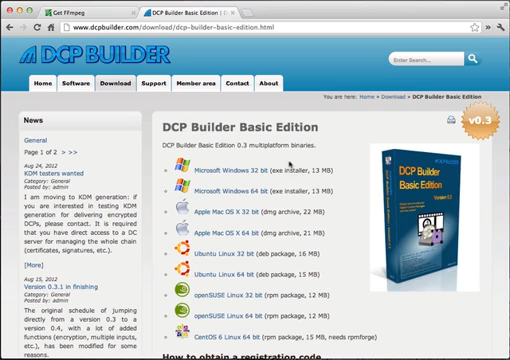 Get FFmpeg
DCP Builder Basic Edition | D
www.dcpbuilder.com/download/dcp-builder-basic-edition.html
DCP BUILDER
Enter Search...
Home
Software
Download
Support
Member area
Contact
About
You are here: Home » Download » DCP Builder Basic Edition
News
General
Page 1 of 2 > >>
Aug 24, 2012
KDM testers wanted
Category: General
Posted by: admin
I am moving to KDM generation: if
you are interested in testing KDM
generation for delivering encrypted
DCPs, please contact. It is required
that you have direct access to a DC
server for managing the whole chain
(certificates, signatures, etc.).
[More]
Aug 15, 2012
Version 0.3.1 in finishing
Category: General
Posted by: admin
The original schedule of jumping
directly from a version 0.3 to a
version 0.4, with a lot of added
functions (encryption, multiple inputs,
etc.), has been modified for some
reasons.
DCP Builder Basic Edition
v0.3
DCP Builder Basic Edition 0.3 multiplatform binaries.
Microsoft Windows 32 bit (exe installer, 13 MB)
Microsoft Windows 64 bit (exe installer, 13 MB)
Apple Mac OS X 32 bit (dmg archive, 22 MB)
Apple Mac OS X 64 bit (dmg archive, 21 MB)
Ubuntu Linux 32 bit (deb package, 16 MB)
Ubuntu Linux 64 bit (deb package, 15 MB)
openSUSE Linux 32 bit (rpm package, 12 MB)
openSUSE Linux 64 bit (rpm package, 12 MB)
CentOS 6 Linux 64 bit (rpm package, 15 MB, needs rpmforge)
How to obtain a registration code
DCP Builder
Basic Edition
Version 0.3